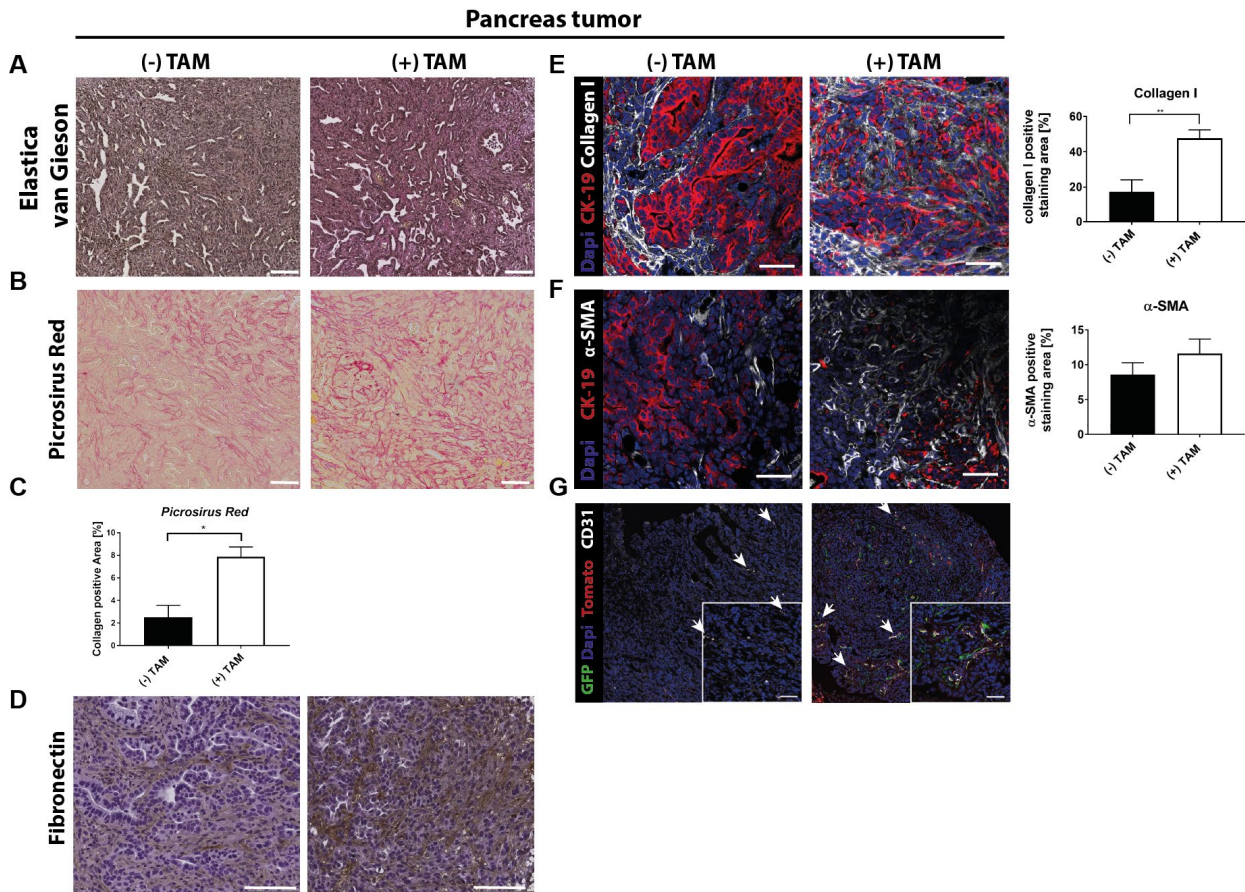 Pancreas tumor
(-) TAM
(+) TAM
A
Elastica
van Gieson
B
Picrosirus Red
C
Picrosirus Red
*
Collagen positive Area [%]
10
8
6
4
2
0
(-) TAM
(+) TAM
D
Fibronectin
(-) TAM
(+) TAM
E
Dapi CK-19 Collagen I
Collagen I
**
collagen I positive
staining area [%]
60
40
20
0
(-) TAM
(+) TAM
F
Dapi CK-19 α-SMA
α-SMA
α-SMA positive
staining area [%]
15
10
5
0
(-) TAM
(+) TAM
G
GFP Dapi Tomato CD31